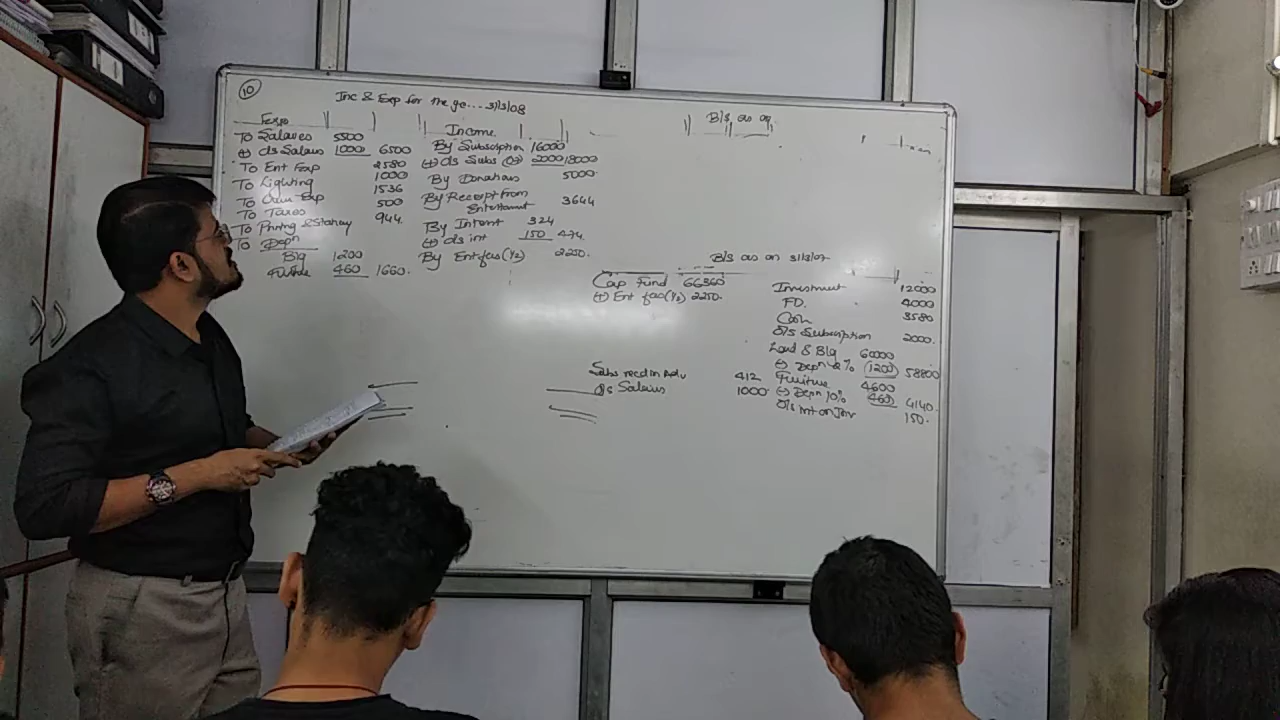 10
Inc & Exp for the ye... 31/3/08
Exp
To Salaries 5500
(+) o/s Salaries 1000 6500
To Ent Exp 2580
To Lighting 1000
To Gen Exp 1536
To Taxes 500
To Printing & Stationery 944.
To Depn
Blg 1200
Furniture 460 1660.
Income
By Subscription 16000
(+) o/s Subs 2000 18000
By Donations 5000
By Receipt From
Entertainment 3644
By Interest 324
(+) o/s int 150 474.
By Ent fees (1/2) 2250.
B/s as on
B/s as on 31/3/07
Cap Fund 66360
(+) Ent fees (1/2) 2250.
Subs recd in Adv 412
o/s Salaries 1000
Investment 12000
FD. 4000
Cash 3580
O/s Subscription 2000.
Land & Blg 60000
(-) Depn 2% (1200) 58800
Furniture 4600
(-) Depn 10% 460 4140.
O/s Int on Inv 150.